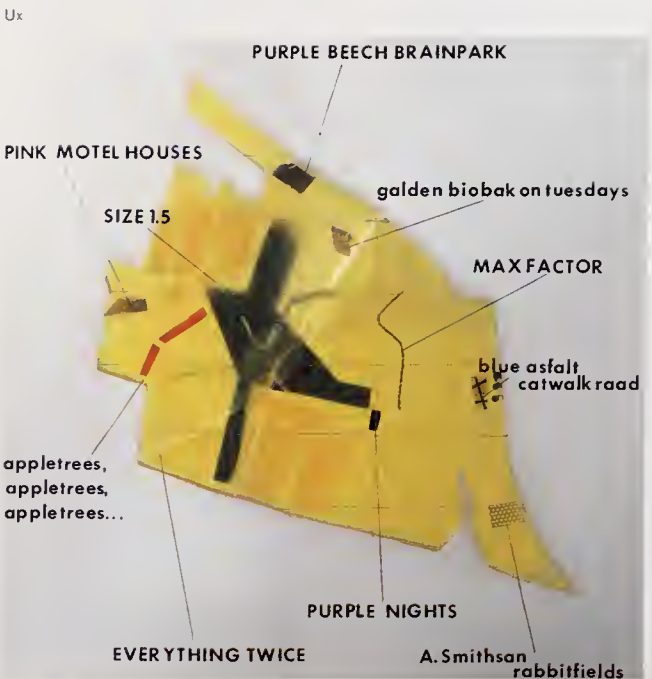 Ux
PURPLE BEECH BRAINPARK
PINK MOTEL HOUSES
galden biobak on tuesdays
SIZE 1.5
MAX FACTOR
blue asfalt
catwalk raad
appletrees,
appletrees,
appletrees...
PURPLE NIGHTS
EVERYTHING TWICE
A. Smithsan
rabbitfields